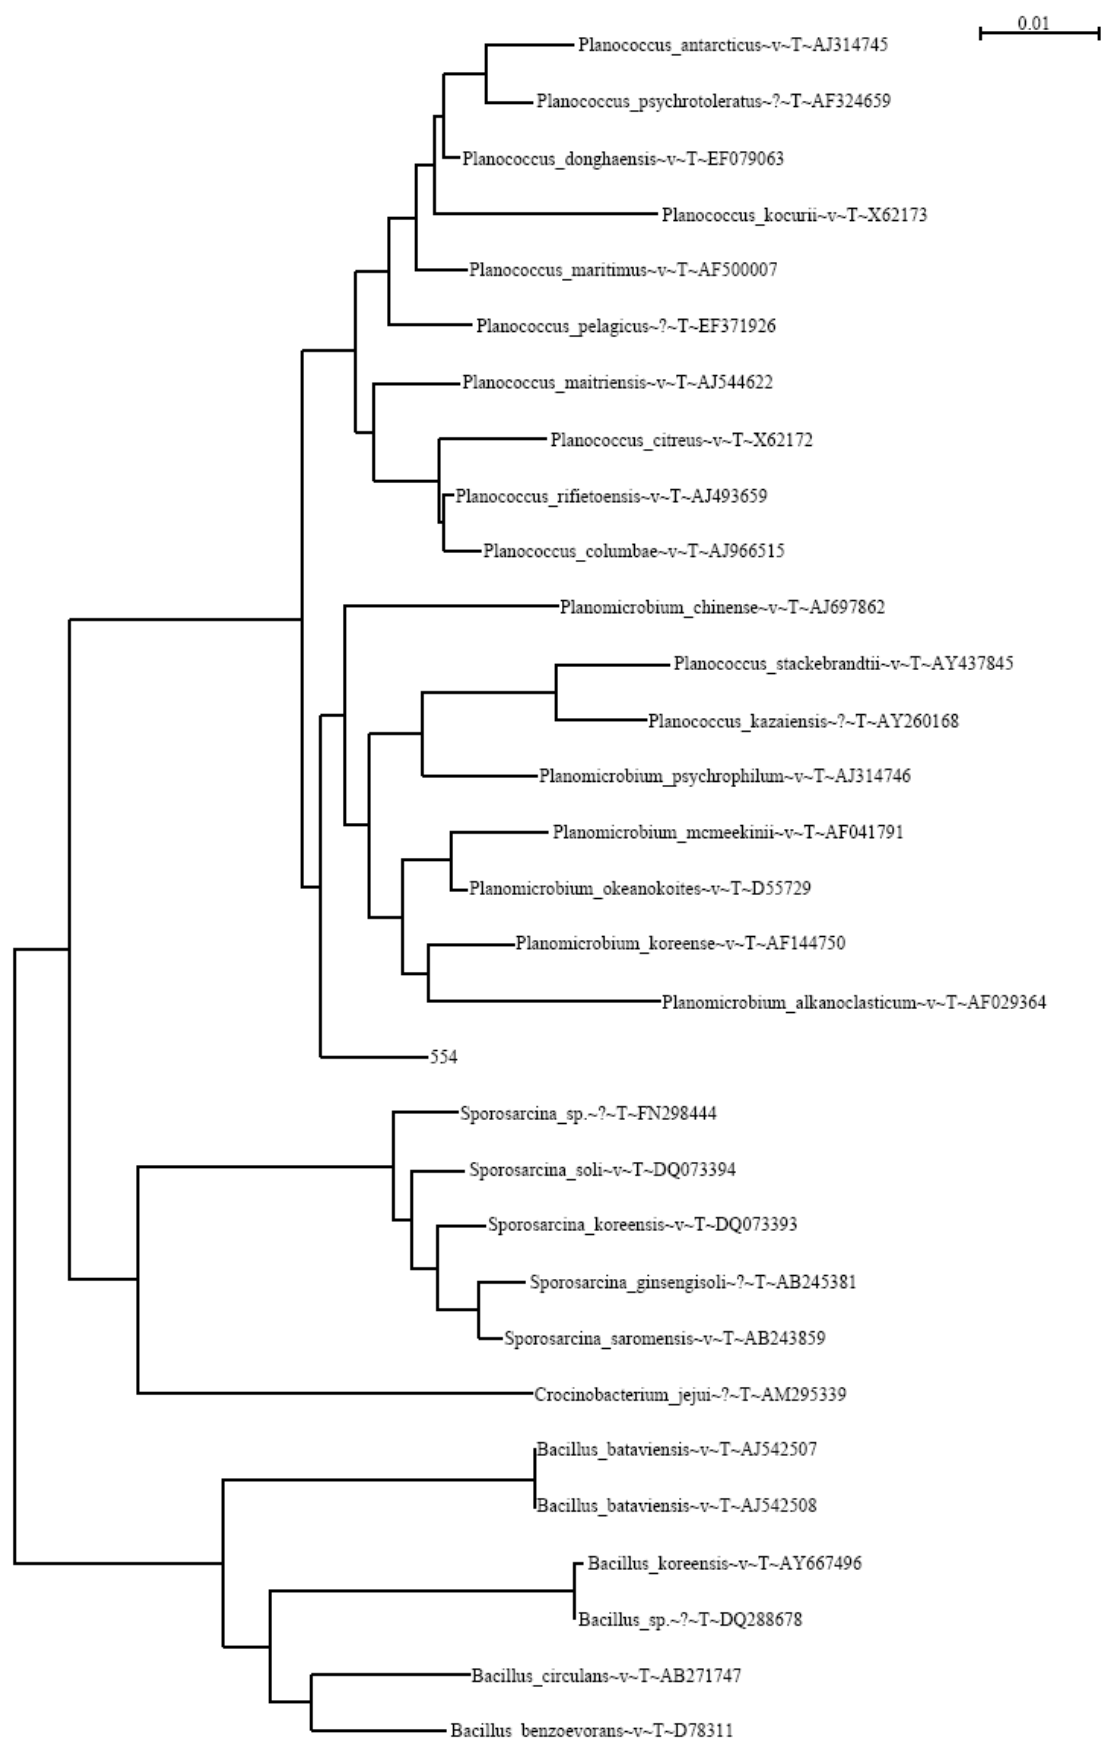 0.01
Planococcus_antarcticus~v~T~AJ314745
Planococcus_psychrotoleratus~?~T~AF324659
Planococcus_donghaensis~v~T~EF079063
Planococcus_kocurii~v~T~X62173
Planococcus_maritimus~v~T~AF500007
Planococcus_pelagicus~?~T~EF371926
Planococcus_maitriensis~v~T~AJ544622
Planococcus_citreus~v~T~X62172
Planococcus_rifietoensis~v~T~AJ493659
Planococcus_columbae~v~T~AJ966515
Planomicrobium_chinense~v~T~AJ697862
Planococcus_stackebrandtii~v~T~AY437845
Planococcus_kazaiensis~?~T~AY260168
Planomicrobium_psychrophilum~v~T~AJ314746
Planomicrobium_mcmeekinii~v~T~AF041791
Planomicrobium_okeanokoites~v~T~D55729
Planomicrobium_koreense~v~T~AF144750
Planomicrobium_alkanoclasticum~v~T~AF029364
554
Sporosarcina_sp.~?~T~FN298444
Sporosarcina_soli~v~T~DQ073394
Sporosarcina_koreensis~v~T~DQ073393
Sporosarcina_ginsengisoli~?~T~AB245381
Sporosarcina_saromensis~v~T~AB243859
Crocinobacterium_jejui~?~T~AM295339
Bacillus_bataviensis~v~T~AJ542507
Bacillus_bataviensis~v~T~AJ542508
Bacillus_koreensis~v~T~AY667496
Bacillus_sp.~?~T~DQ288678
Bacillus_circulans~v~T~AB271747
Bacillus_benzoevorans~v~T~D78311